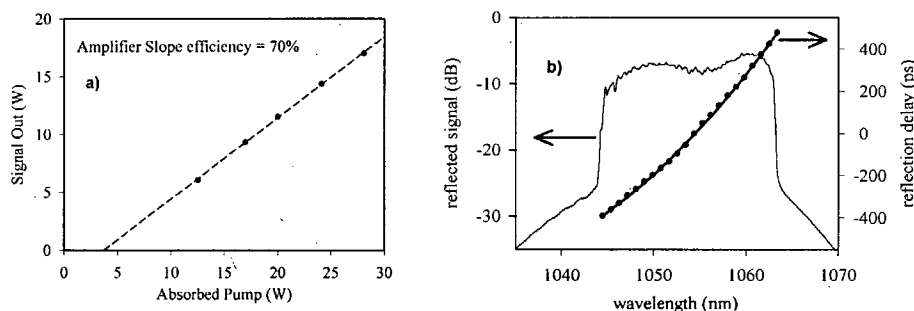 20
Amplifier Slope efficiency = 70%
a)
15
10
5
0
Signal Out (W)
0 5 10 15 20 25 30
Absorbed Pump (W)
0
b)
-10
-20
-30
reflected signal (dB)
400
200
0
-200
-400
reflection delay (ps)
1040 1050 1060 1070
wavelength (nm)